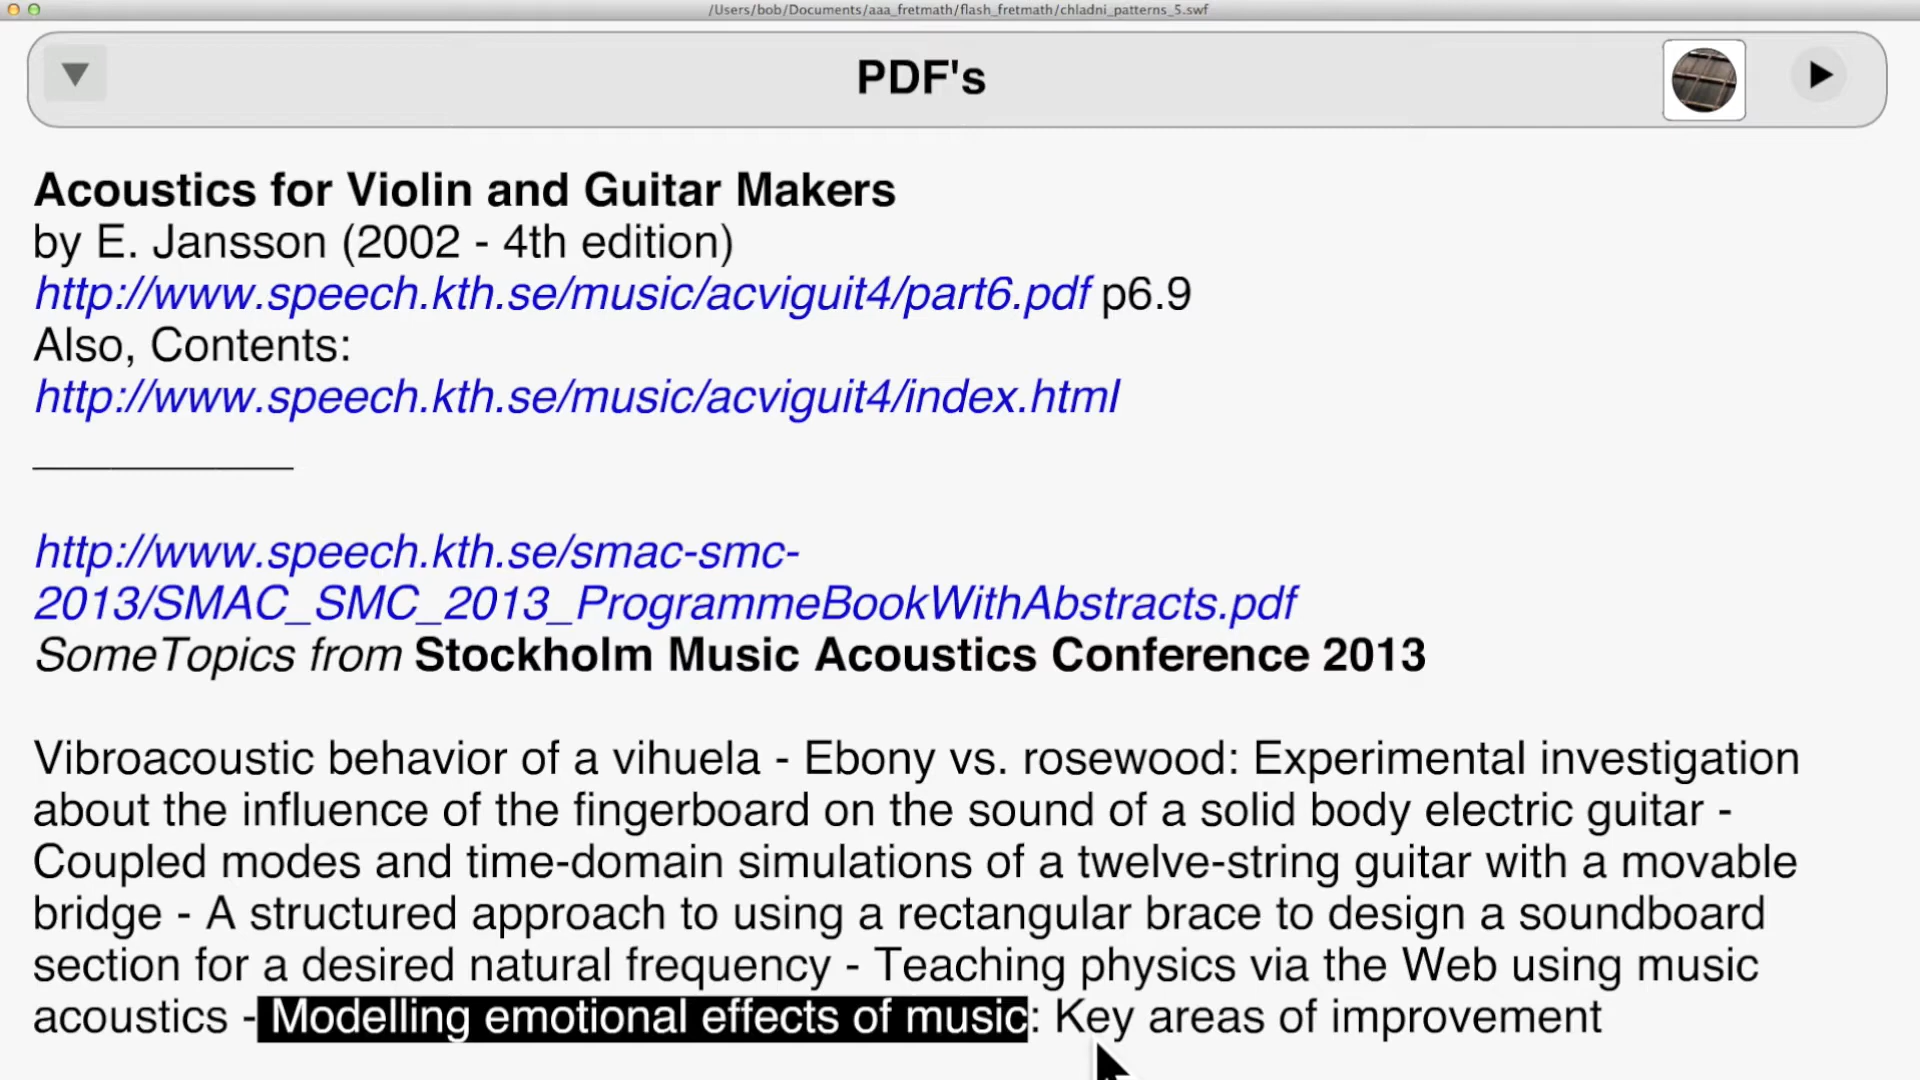 /Users/bob/Documents/aaa_fretmath/flash_fretmath/chladni_patterns_5.swf
PDF's
Acoustics for Violin and Guitar Makers
by E. Jansson (2002 - 4th edition)
http://www.speech.kth.se/music/acviguit4/part6.pdf p6.9
Also, Contents:
http://www.speech.kth.se/music/acviguit4/index.html
http://www.speech.kth.se/smac-smc-
2013/SMAC_SMC_2013_ProgrammeBookWithAbstracts.pdf
SomeTopics from Stockholm Music Acoustics Conference 2013
Vibroacoustic behavior of a vihuela - Ebony vs. rosewood: Experimental investigation
about the influence of the fingerboard on the sound of a solid body electric guitar -
Coupled modes and time-domain simulations of a twelve-string guitar with a movable
bridge - A structured approach to using a rectangular brace to design a soundboard
section for a desired natural frequency - Teaching physics via the Web using music
acoustics - Modelling emotional effects of music: Key areas of improvement